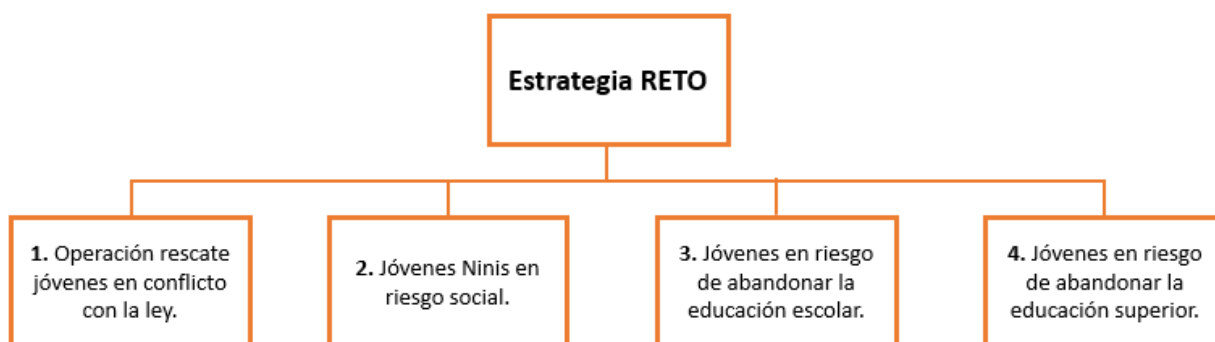 Estrategia RETO
1. Operación rescate
jóvenes en conflicto
con la ley.
2. Jóvenes Ninis en
riesgo social.
3. Jóvenes en riesgo
de abandonar la
educación escolar.
4. Jóvenes en riesgo
de abandonar la
educación superior.